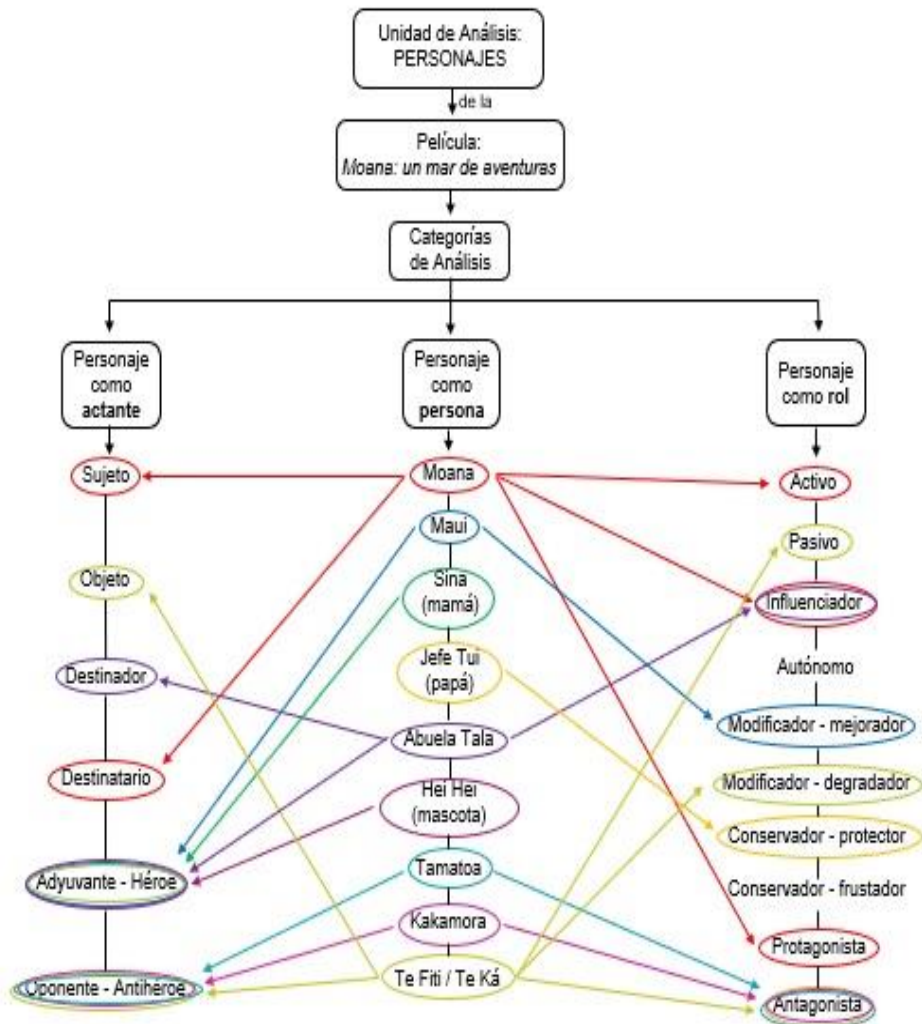 Unidad de Análisis:
PERSONAJES
de la
Película:
Moana: un mar de aventuras
Categorías
de Análisis
Personaje
como
actante
Personaje
como
persona
Personaje
como rol
Sujeto
Objeto
Destinador
Destinatario
Adyuvante - Héroe
Oponente - Antihéroe
Moana
Maui
Sina
(mamá)
Jefe Tui
(papá)
Abuela Tala
Hei Hei
(mascota)
Tamatoa
Kakamora
Te Fiti / Te Ká
Activo
Pasivo
Influenciador
Autónomo
Modificador - mejorador
Modificador - degradador
Conservador - protector
Conservador - frustador
Protagonista
Antagonista